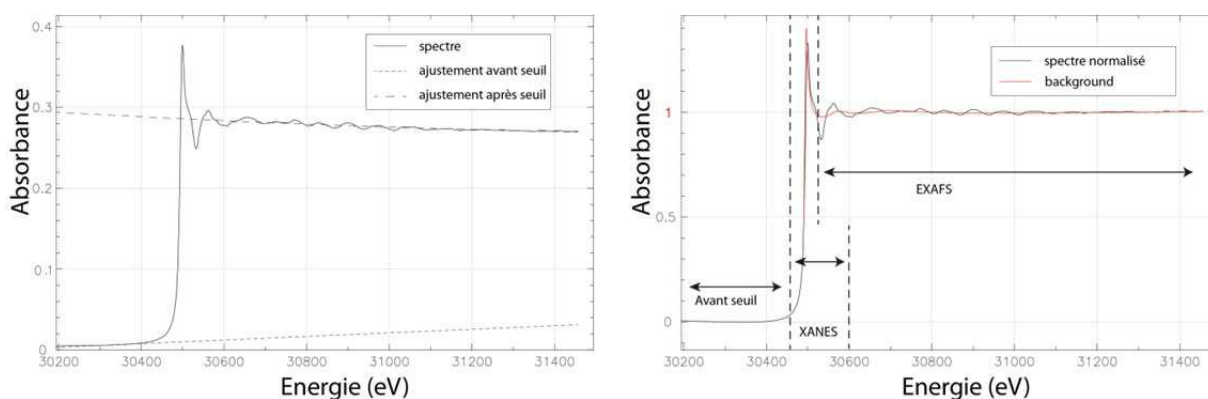 0.4
0.3
0.2
0.1
0
30200
30400
30600
30800
31000
31200
31400
Absorbance
Energie (eV)
spectre
ajustement avant seuil
ajustement après seuil
1
0.5
0
30200
30400
30600
30800
31000
31200
31400
Absorbance
Energie (eV)
spectre normalisé
background
EXAFS
Avant seuil
XANES